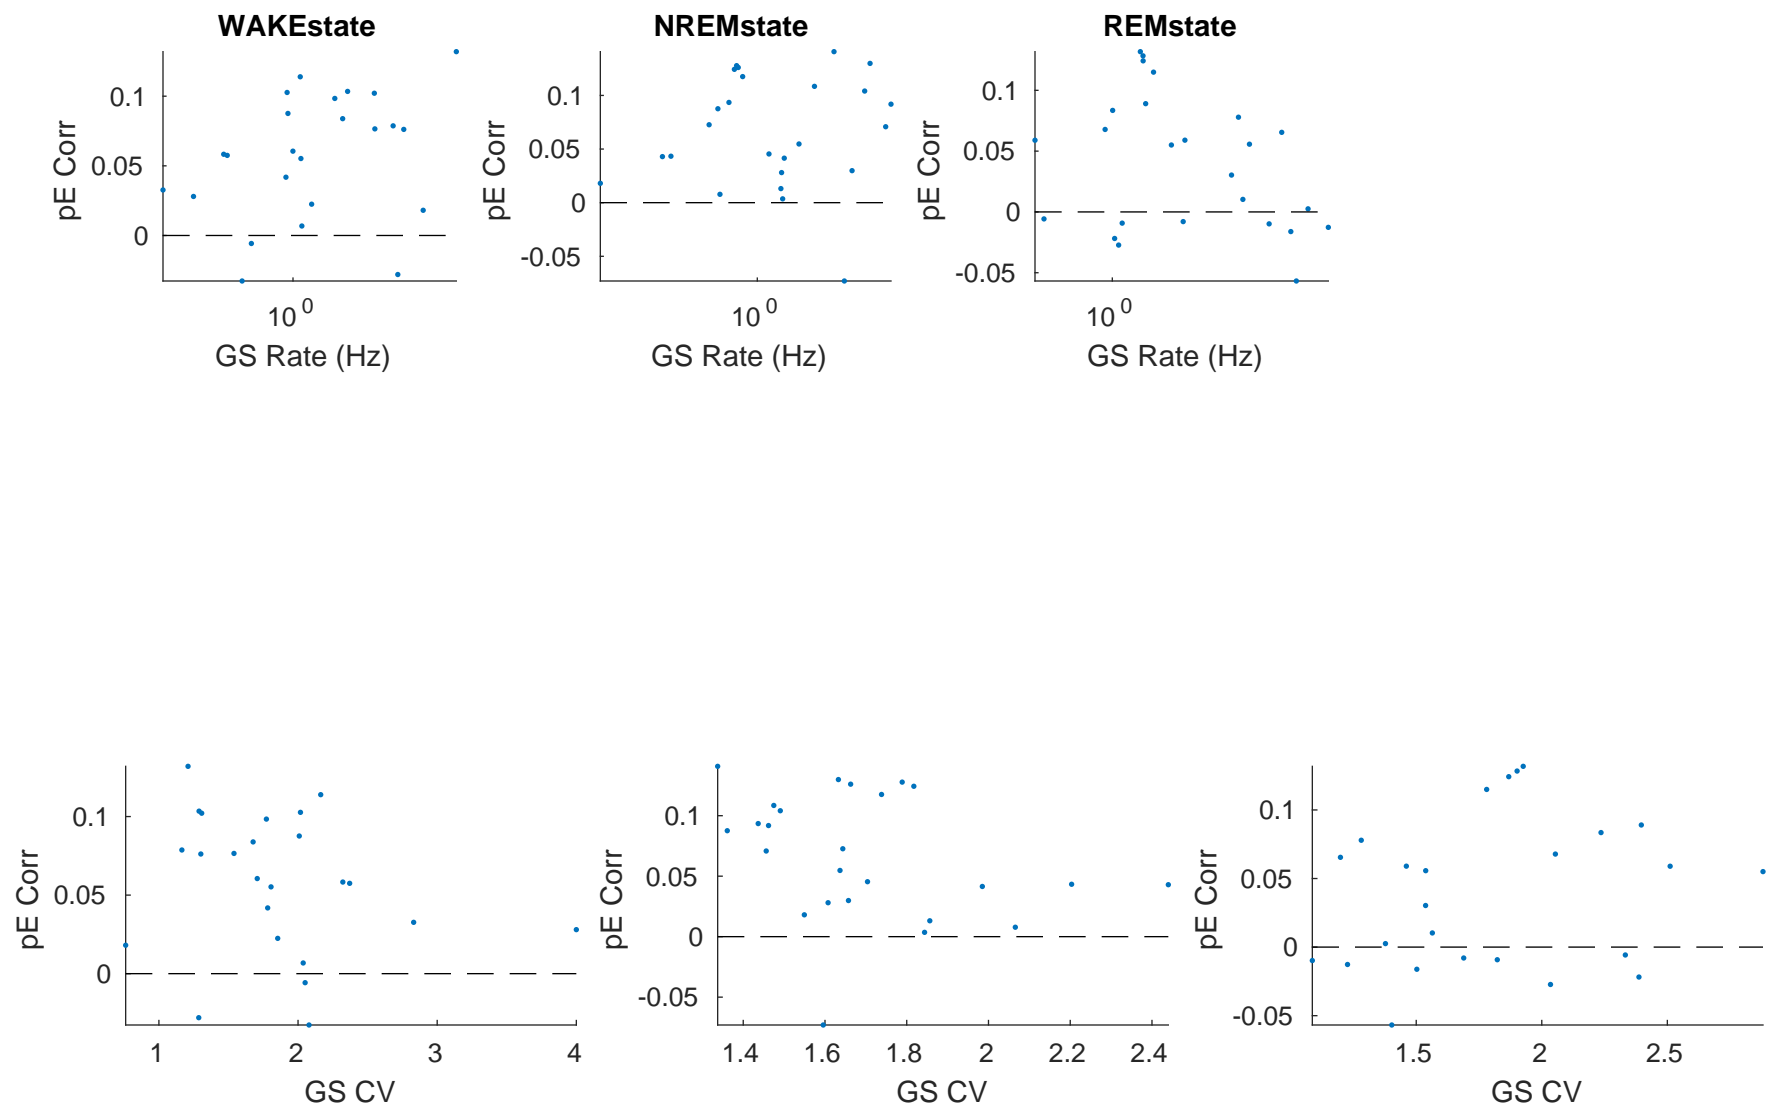 WAKEstate NREMstate REMstate
0.1 0.1 0.1
0.05 0.05 0.05
0 0 0
-0.05 -0.05
pE Corr pE Corr pE Corr
10^0 10^0 10^0
GS Rate (Hz) GS Rate (Hz) GS Rate (Hz)
0.1 0.1 0.1
0.05 0.05 0.05
0 0 0
-0.05 -0.05
pE Corr pE Corr pE Corr
1 2 3 4 1.4 1.6 1.8 2 2.2 2.4 1.5 2 2.5
GS CV GS CV GS CV